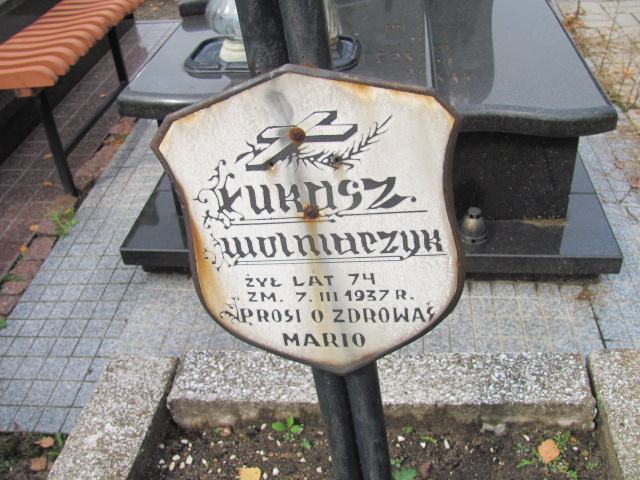 ŁUKASZ.
WOLNIACZYK
ŻYŁ LAT 74
ZM. 7. III 1937 R.
PROSI O ZDROWAŚ
MARIO